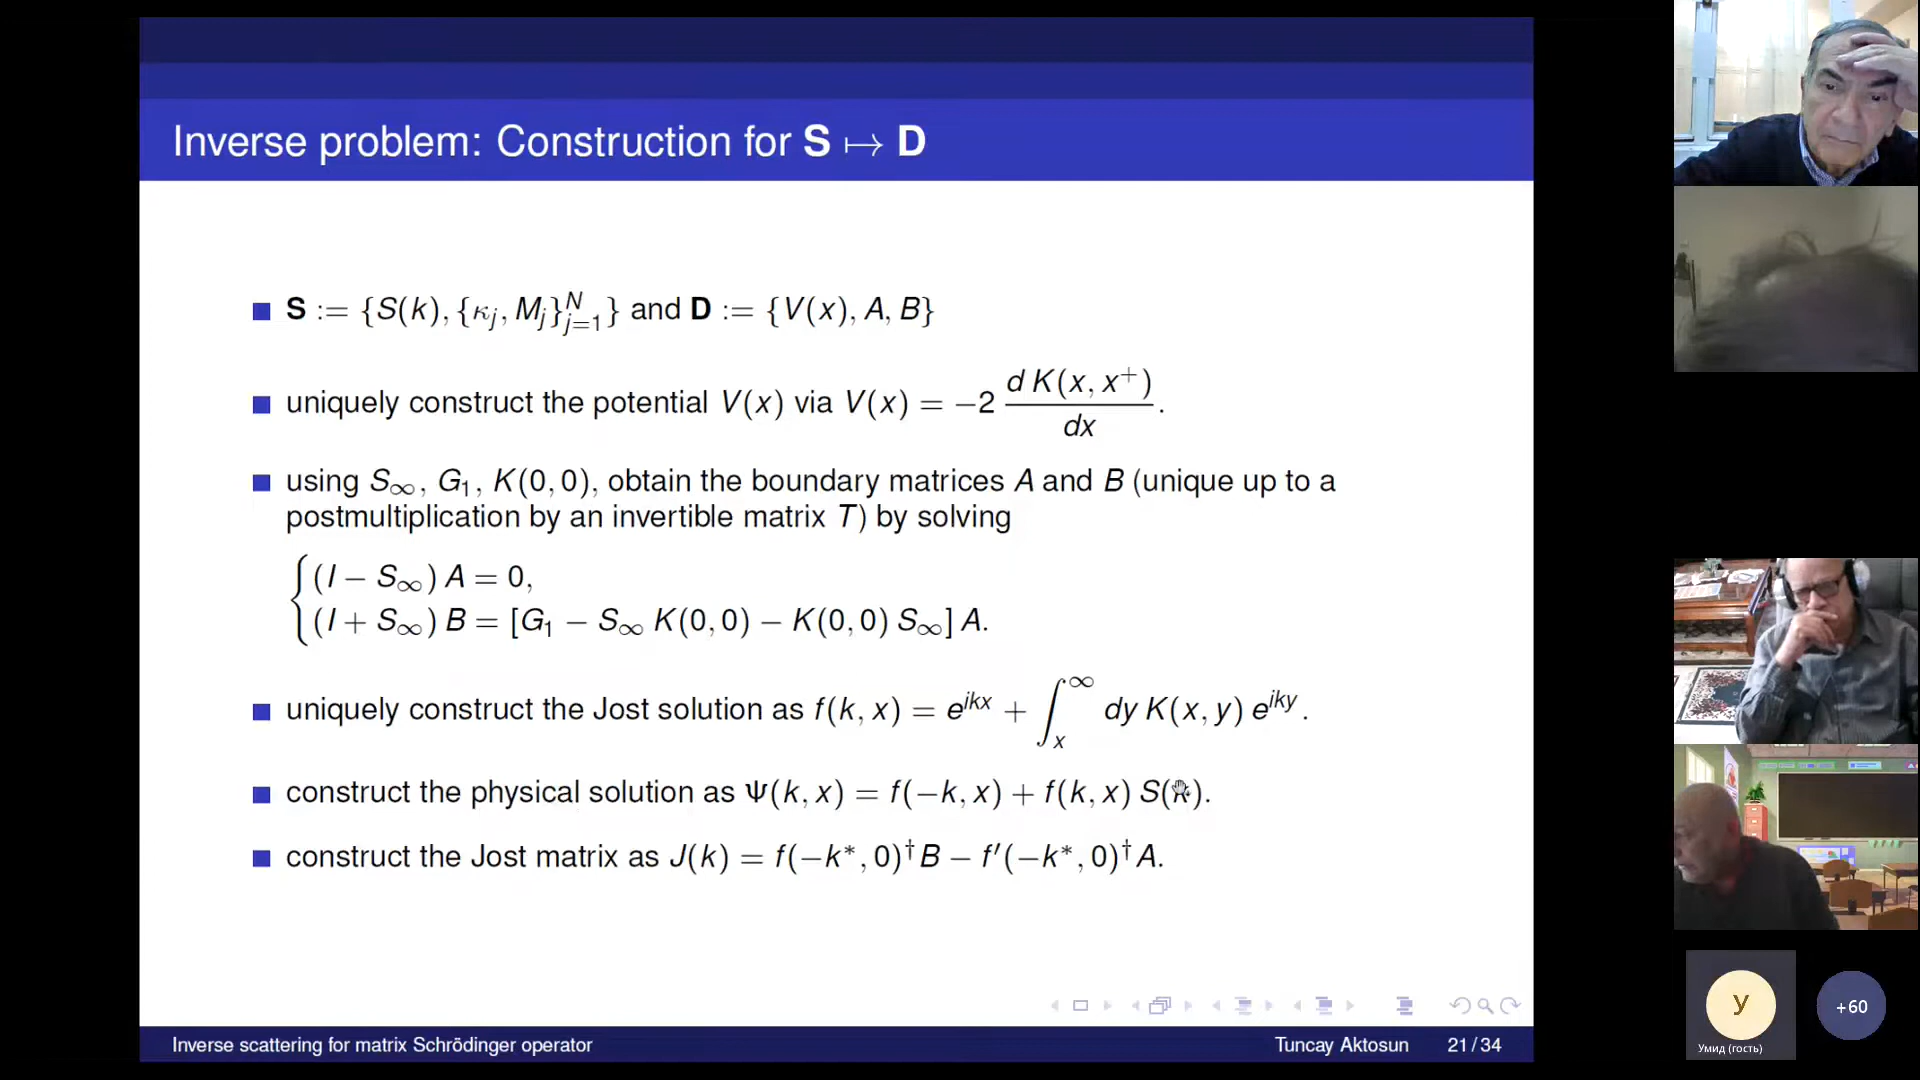 Inverse problem: Construction for S ↦ D
S := {S(k), {κ_j, M_j}_{j=1}^N} and D := {V(x), A, B}
uniquely construct the potential V(x) via V(x) = −2 d K(x, x⁺) / dx .
using S_∞, G_1, K(0, 0), obtain the boundary matrices A and B (unique up to a
postmultiplication by an invertible matrix T) by solving
(I − S_∞) A = 0,
(I + S_∞) B = [G_1 − S_∞ K(0, 0) − K(0, 0) S_∞] A.
uniquely construct the Jost solution as f(k, x) = e^{ikx} + ∫_x^∞ dy K(x, y) e^{iky}.
construct the physical solution as Ψ(k, x) = f(−k, x) + f(k, x) S(k).
construct the Jost matrix as J(k) = f(−k*, 0)† B − f′(−k*, 0)† A.
Inverse scattering for matrix Schrödinger operator
Tuncay Aktosun 21 / 34
У
Умид (гость)
+60